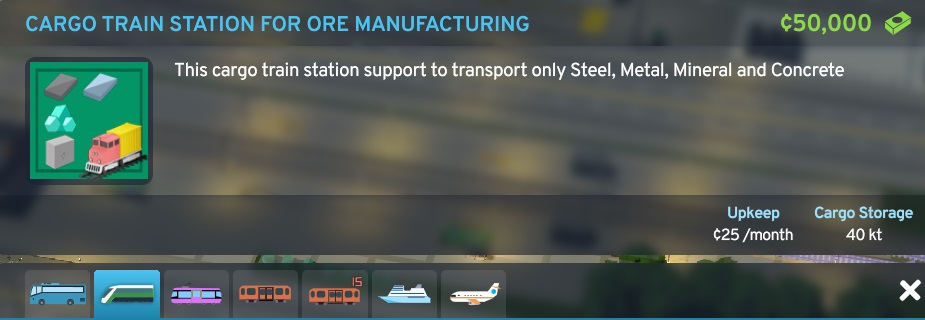 CARGO TRAIN STATION FOR ORE MANUFACTURING
₵50,000
This cargo train station support to transport only Steel, Metal, Mineral and Concrete
Upkeep
₵25 /month
Cargo Storage
40 kt
15